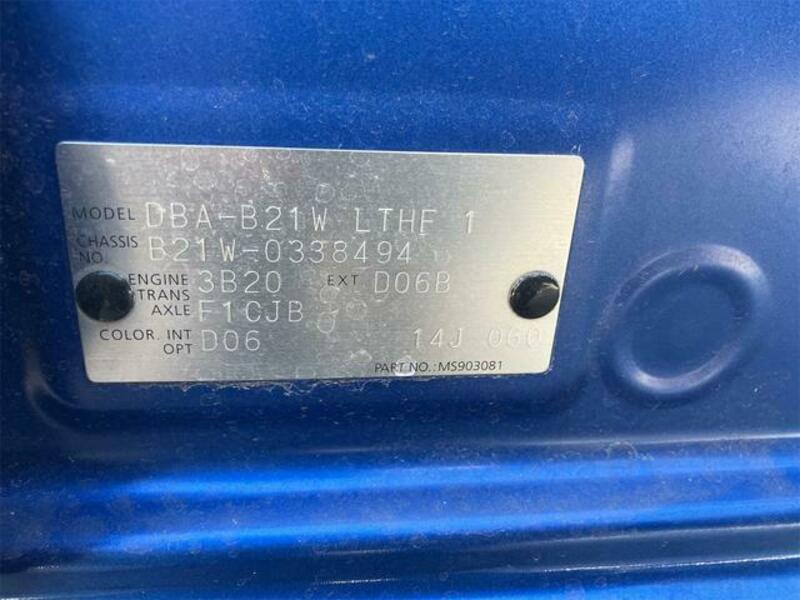 MODEL DBA-B21W LTHF 1
CHASSIS NO. B21W-0338494
ENGINE 3B20 EXT D06B
TRANS AXLE F1CJB
COLOR. INT D06
OPT 14J 060
PART NO.:MS903081